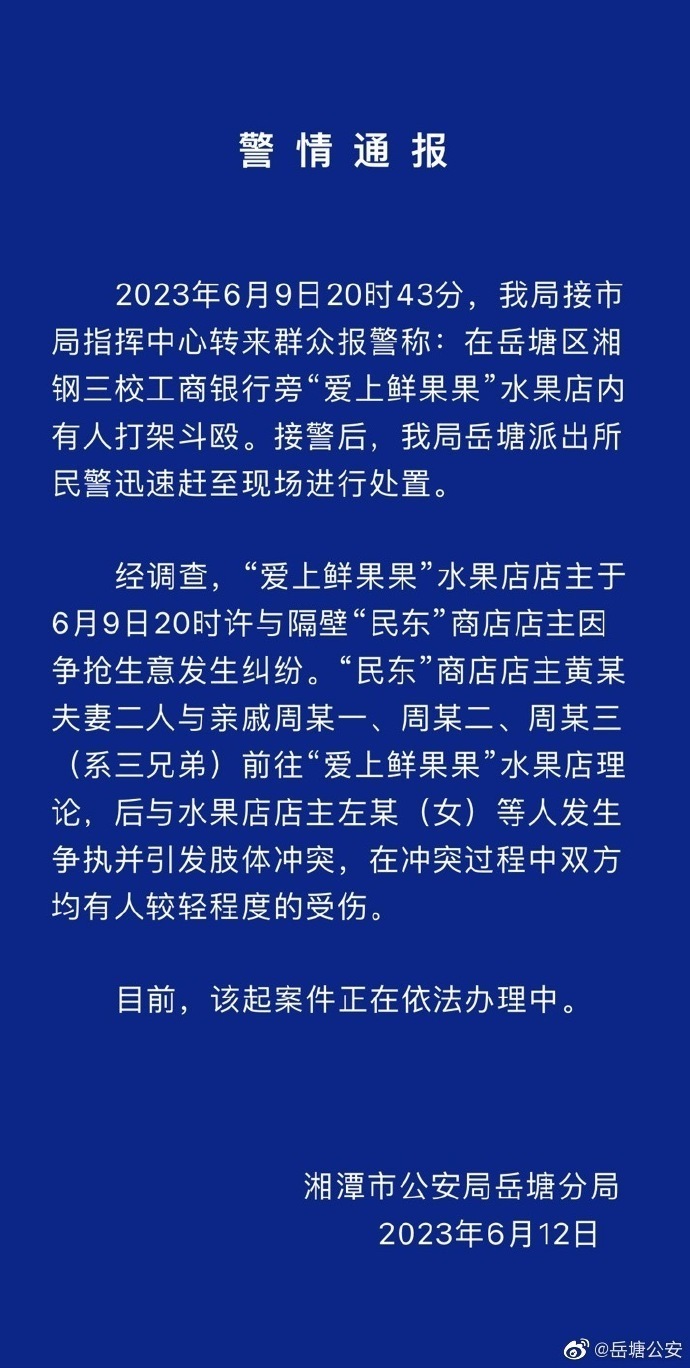 警情通报
2023年6月9日20时43分，我局接市
局指挥中心转来群众报警称：在岳塘区湘
钢三校工商银行旁“爱上鲜果果”水果店内
有人打架斗殴。接警后，我局岳塘派出所
民警迅速赶至现场进行处置。
经调查，“爱上鲜果果”水果店店主于
6月9日20时许与隔壁“民东”商店店主因
争抢生意发生纠纷。“民东”商店店主黄某
夫妻二人与亲戚周某一、周某二、周某三
（系三兄弟）前往“爱上鲜果果”水果店理
论，后与水果店店主左某（女）等人发生
争执并引发肢体冲突，在冲突过程中双方
均有人较轻程度的受伤。
目前，该起案件正在依法办理中。
湘潭市公安局岳塘分局
2023年6月12日
@岳塘公安